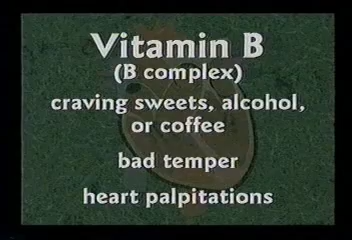 Vitamin B
(B complex)
craving sweets, alcohol,
or coffee
bad temper
heart palpitations